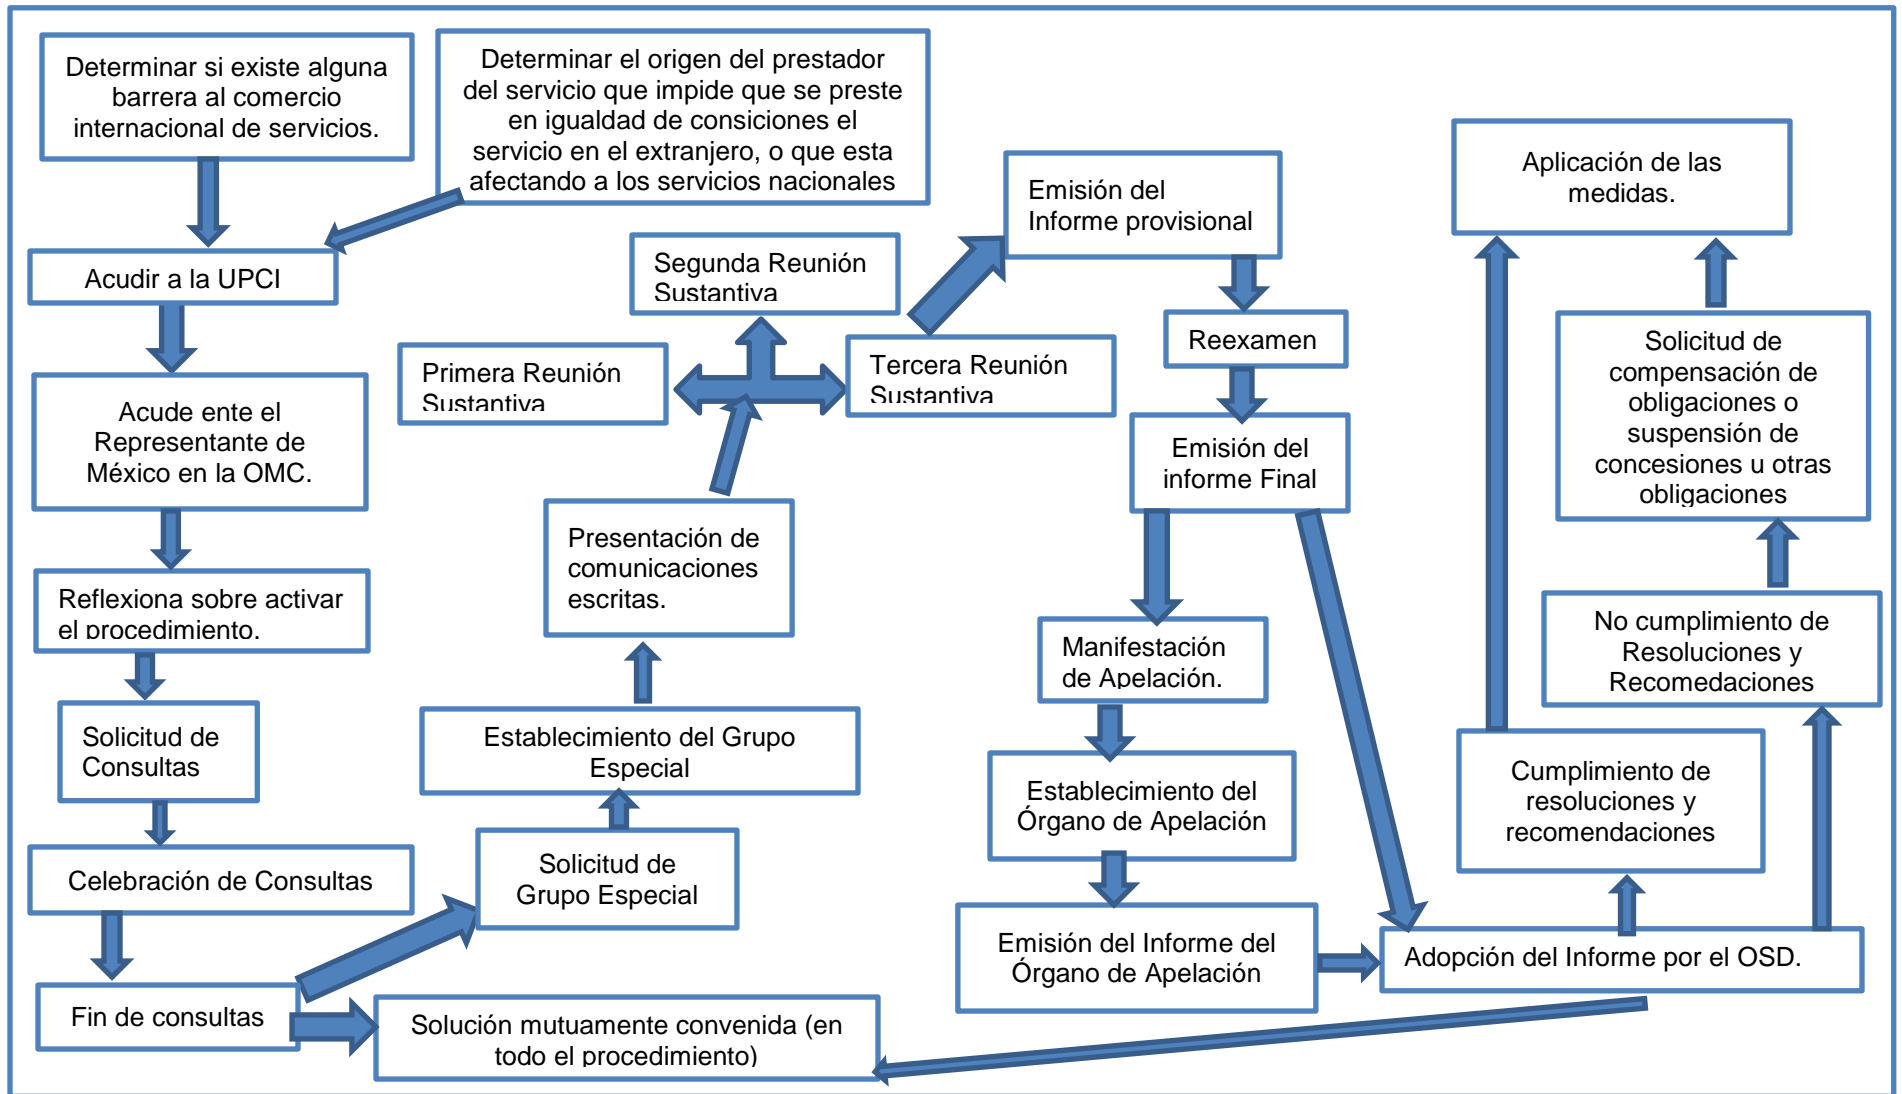 Determinar si existe alguna
barrera al comercio
internacional de servicios.
Determinar el origen del prestador
del servicio que impide que se preste
en igualdad de consiciones el
servicio en el extranjero, o que esta
afectando a los servicios nacionales
Acudir a la UPCI
Acude ente el
Representante de
México en la OMC.
Reflexiona sobre activar
el procedimiento.
Solicitud de
Consultas
Celebración de Consultas
Fin de consultas
Solución mutuamente convenida (en
todo el procedimiento)
Solicitud de
Grupo Especial
Establecimiento del Grupo
Especial
Presentación de
comunicaciones
escritas.
Primera Reunión
Sustantiva
Segunda Reunión
Sustantiva
Tercera Reunión
Sustantiva
Emisión del
Informe provisional
Reexamen
Emisión del
informe Final
Manifestación
de Apelación.
Establecimiento del
Órgano de Apelación
Emisión del Informe del
Órgano de Apelación
Adopción del Informe por el OSD.
Cumplimiento de
resoluciones y
recomendaciones
No cumplimiento de
Resoluciones y
Recomedaciones
Solicitud de
compensación de
obligaciones o
suspensión de
concesiones u otras
obligaciones
Aplicación de las
medidas.